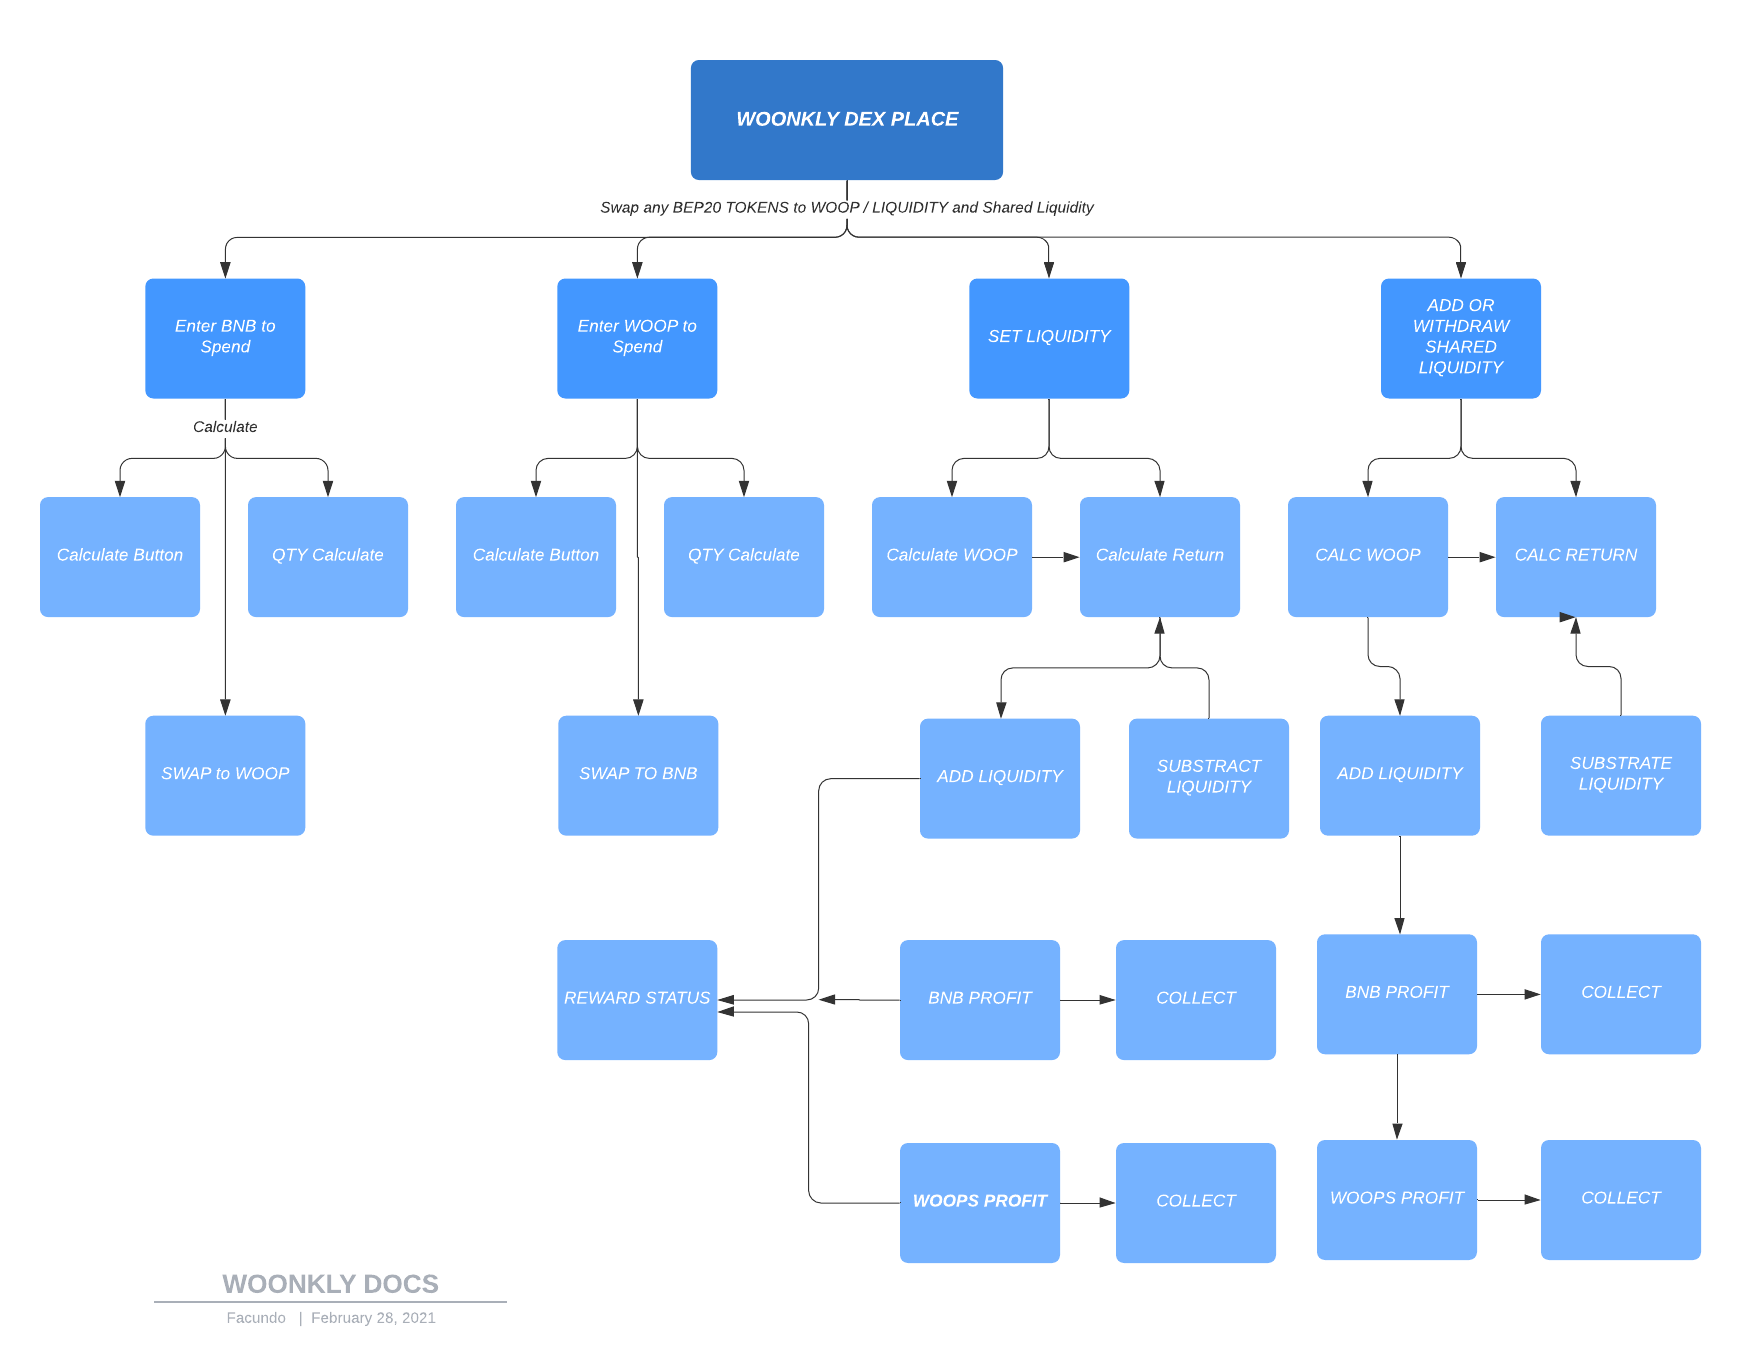 WOONKLY DEX PLACE
Swap any BEP20 TOKENS to WOOP / LIQUIDITY and Shared Liquidity
Enter BNB to
Spend
Enter WOOP to
Spend
SET LIQUIDITY
ADD OR
WITHDRAW
SHARED
LIQUIDITY
Calculate
Calculate Button
QTY Calculate
Calculate Button
QTY Calculate
Calculate WOOP
Calculate Return
CALC WOOP
CALC RETURN
SWAP to WOOP
SWAP TO BNB
ADD LIQUIDITY
SUBSTRACT
LIQUIDITY
ADD LIQUIDITY
SUBSTRATE
LIQUIDITY
REWARD STATUS
BNB PROFIT
COLLECT
BNB PROFIT
COLLECT
WOOPS PROFIT
COLLECT
WOOPS PROFIT
COLLECT
WOONKLY DOCS
Facundo | February 28, 2021